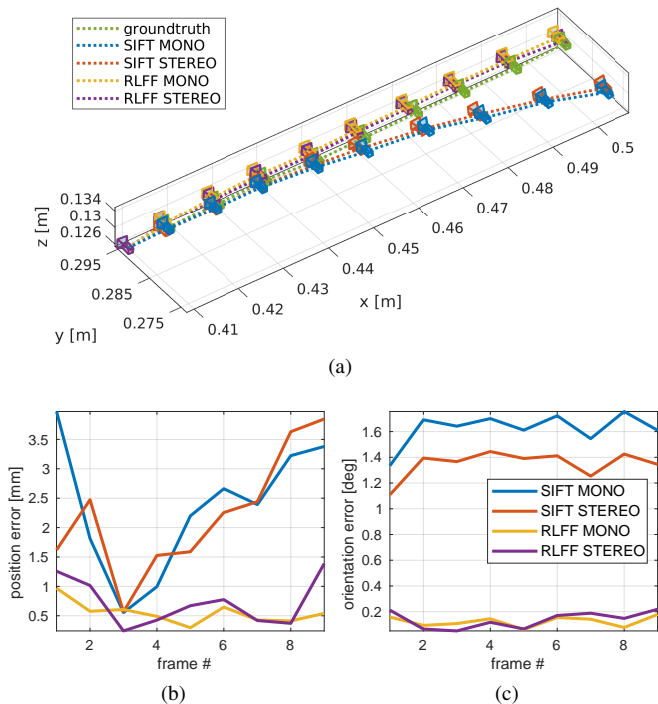 groundtruth
SIFT MONO
SIFT STEREO
RLFF MONO
RLFF STEREO
0.134
0.13
0.126
z [m]
0.295
0.285
0.275
y [m]
0.41
0.42
0.43
0.44
0.45
0.46
0.47
0.48
0.49
0.5
x [m]
(a)
3.5
3
2.5
2
1.5
1
0.5
position error [mm]
2
4
6
8
frame #
(b)
1.6
1.4
1.2
1
0.8
0.6
0.4
0.2
orientation error [deg]
SIFT MONO
SIFT STEREO
RLFF MONO
RLFF STEREO
2
4
6
8
frame #
(c)